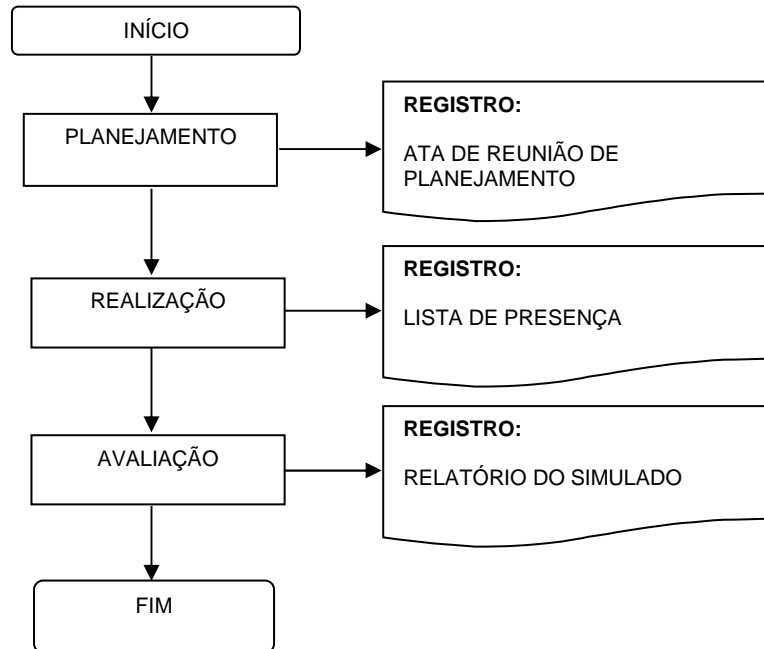 INÍCIO
PLANEJAMENTO
REGISTRO:
ATA DE REUNIÃO DE
PLANEJAMENTO
REALIZAÇÃO
REGISTRO:
LISTA DE PRESENÇA
AVALIAÇÃO
REGISTRO:
RELATÓRIO DO SIMULADO
FIM